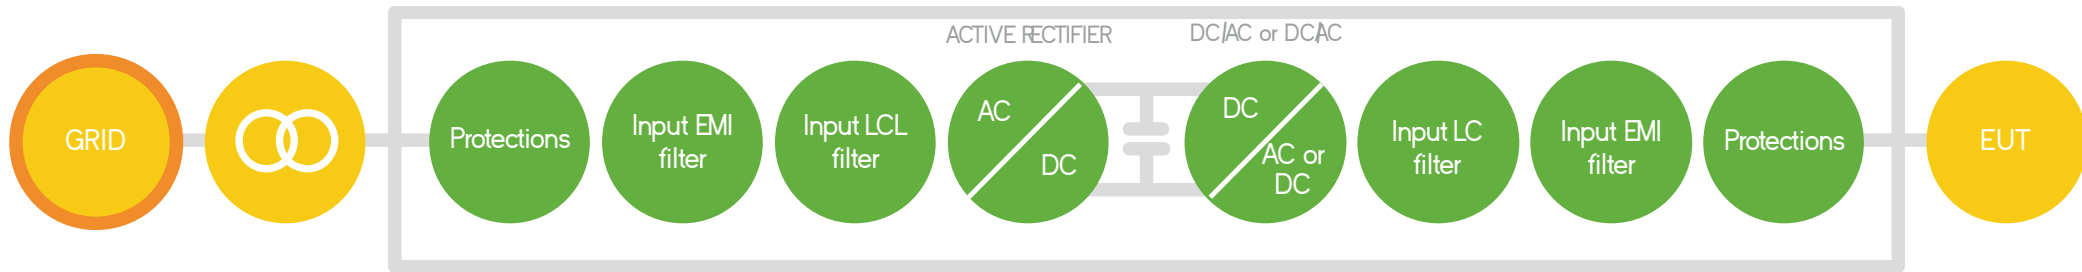 ACTIVE RECTIFIER
DC/AC or DC/AC
GRID
Protections
Input EMI
filter
Input LCL
filter
AC
DC
DC
AC or
DC
Input LC
filter
Input EMI
filter
Protections
EUT